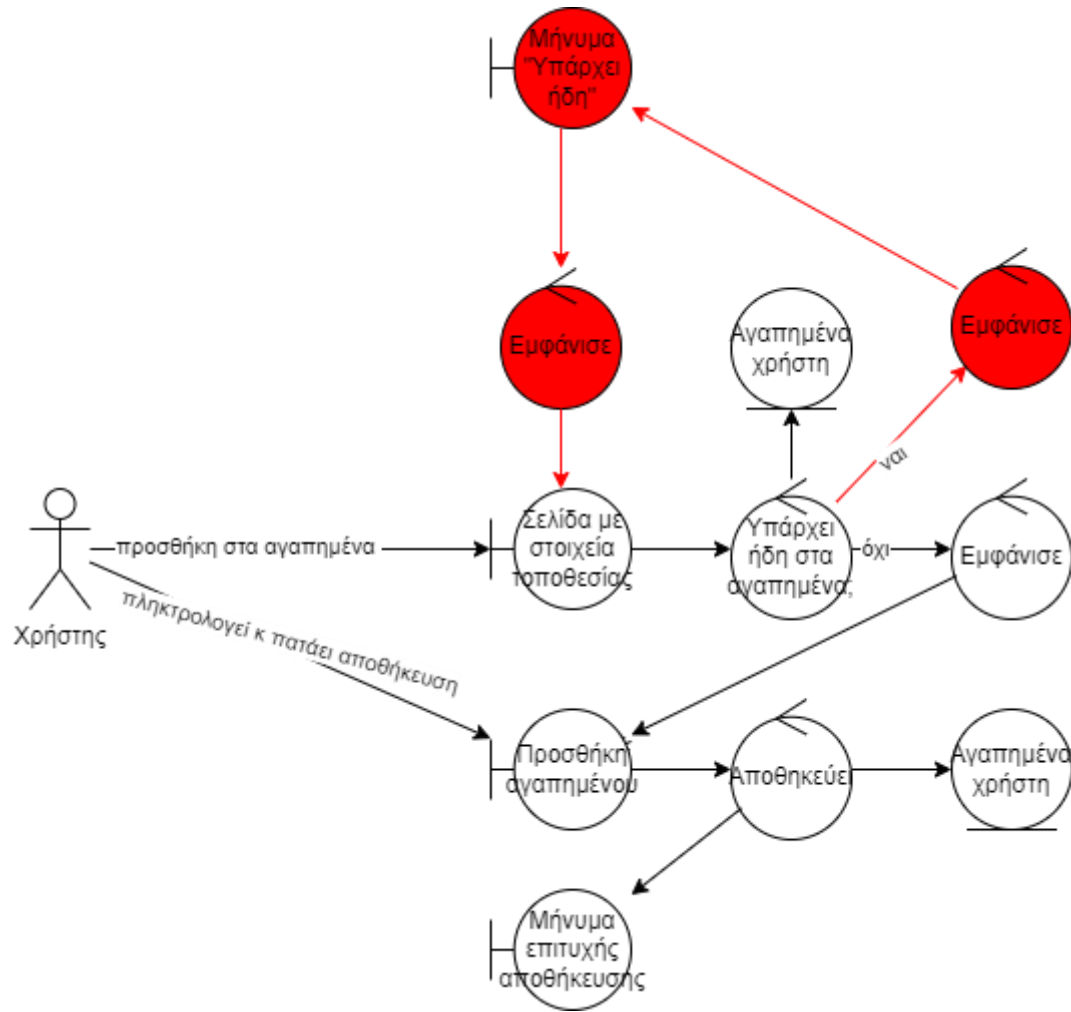 Μήνυμα
"Υπάρχει
ήδη"
Εμφάνισε
Αγαπημένα
χρήστη
Εμφάνισε
ναι
Χρήστης
προσθήκη στα αγαπημένα
Σελίδα με
στοιχεία
τοποθεσίας
Υπάρχει
ήδη στα
αγαπημένα;
όχι
Εμφάνισε
πληκτρολογεί κ πατάει αποθήκευση
Προσθήκη
αγαπημένου
Αποθηκεύει
Αγαπημένα
χρήστη
Μήνυμα
επιτυχής
αποθήκευσης